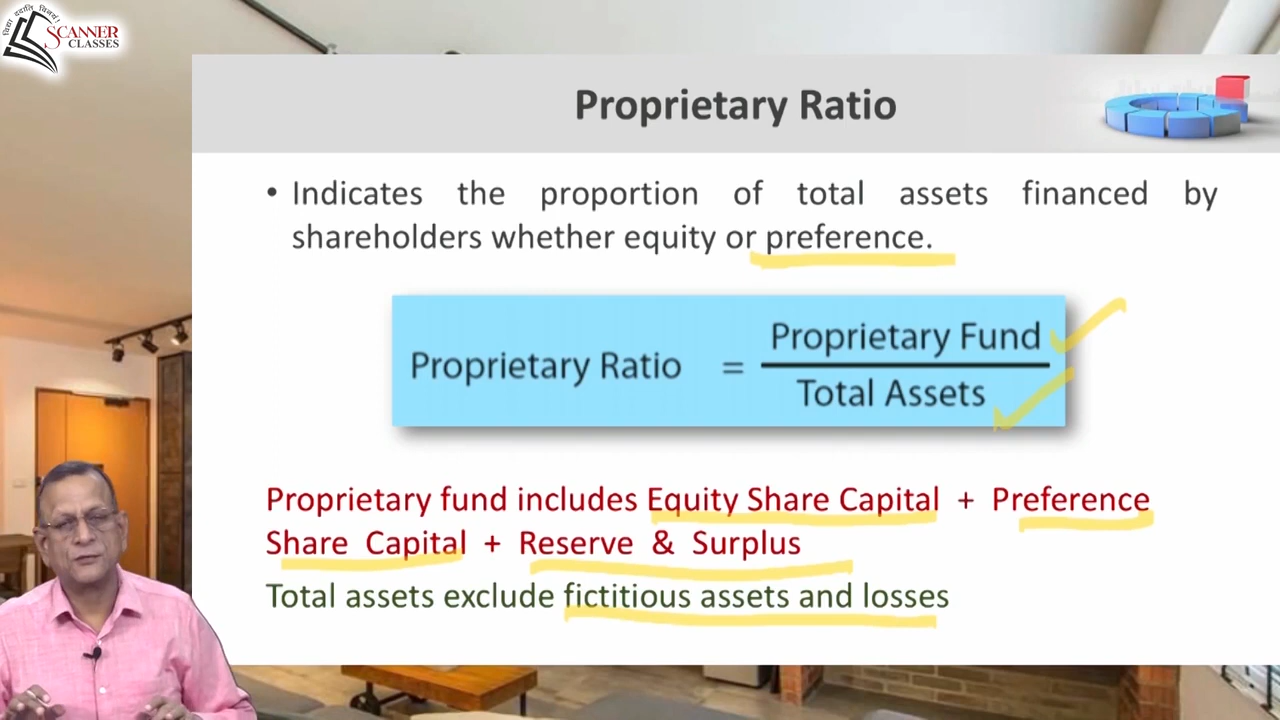 विद्या ददाति विनयं।
SCANNER
CLASSES
Proprietary Ratio
• Indicates the proportion of total assets financed by
shareholders whether equity or preference.
Proprietary Ratio = Proprietary Fund
Total Assets
Proprietary fund includes Equity Share Capital + Preference
Share Capital + Reserve & Surplus
Total assets exclude fictitious assets and losses